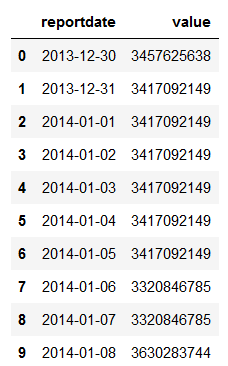 reportdate value
0 2013-12-30 3457625638
1 2013-12-31 3417092149
2 2014-01-01 3417092149
3 2014-01-02 3417092149
4 2014-01-03 3417092149
5 2014-01-04 3417092149
6 2014-01-05 3417092149
7 2014-01-06 3320846785
8 2014-01-07 3320846785
9 2014-01-08 3630283744